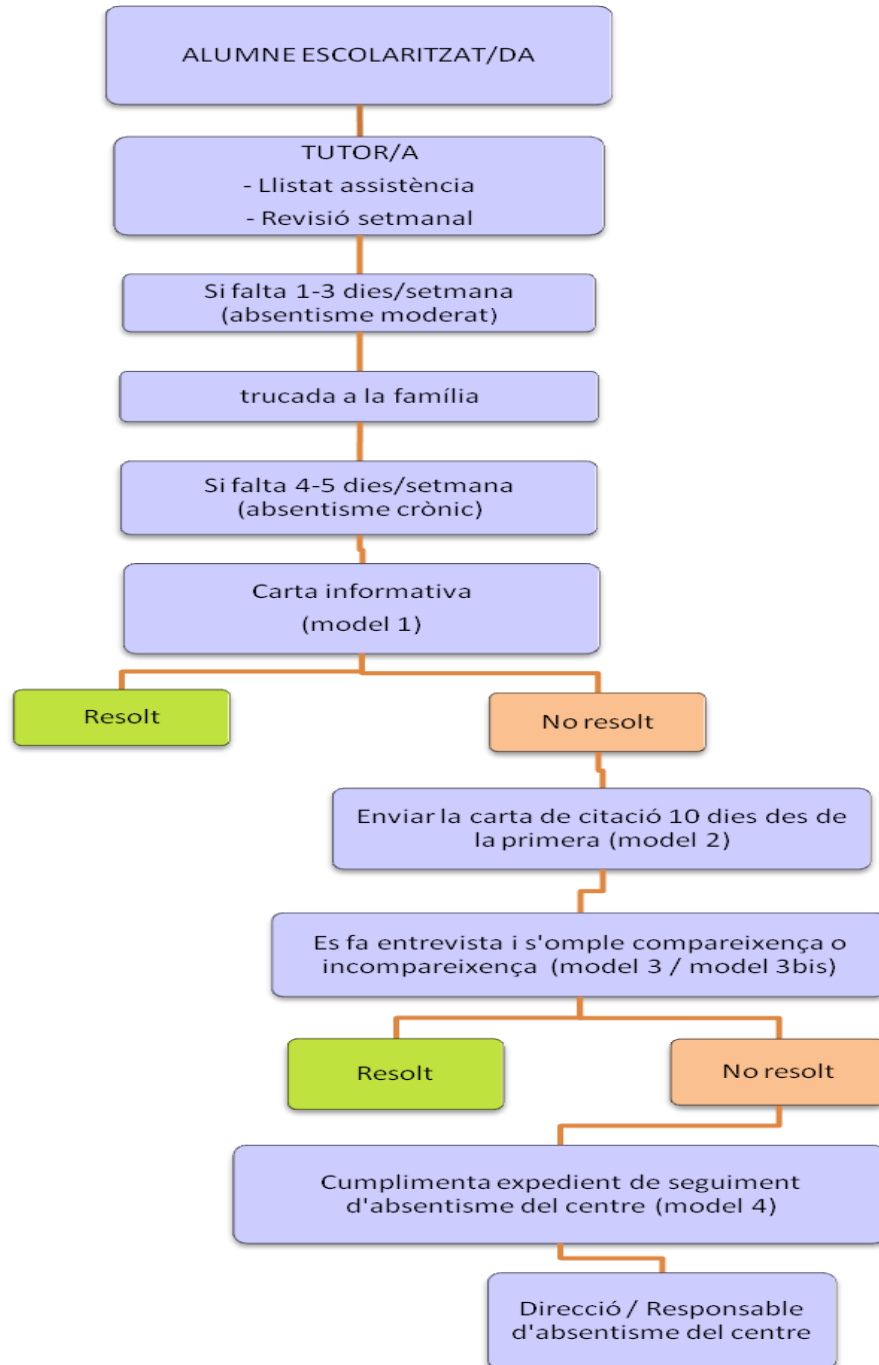 ALUMNE ESCOLARITZAT/DA
TUTOR/A
- Llistat assistència
- Revisió setmanal
Si falta 1-3 dies/setmana
(absentisme moderat)
trucada a la família
Si falta 4-5 dies/setmana
(absentisme crònic)
Carta informativa
(model 1)
Resolt
No resolt
Enviar la carta de citació 10 dies des de
la primera (model 2)
Es fa entrevista i s'omple compareixença o
incompareixença (model 3 / model 3bis)
Resolt
No resolt
Cumplimenta expedient de seguiment
d'absentisme del centre (model 4)
Direcció / Responsable
d'absentisme del centre